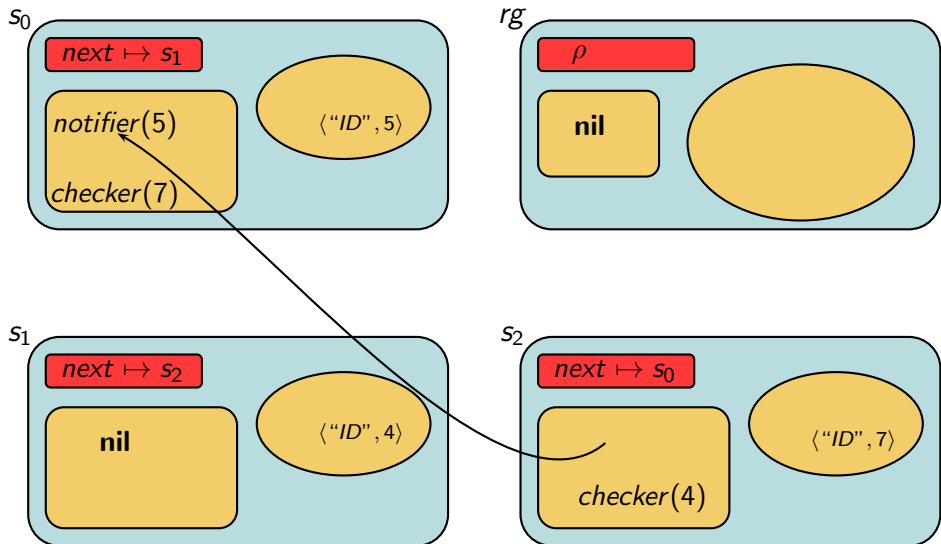 s₀
next ↦ s₁
notifier(5)
⟨“ID”, 5⟩
checker(7)
rg
ρ
nil
s₁
next ↦ s₂
nil
⟨“ID”, 4⟩
s₂
next ↦ s₀
⟨“ID”, 7⟩
checker(4)